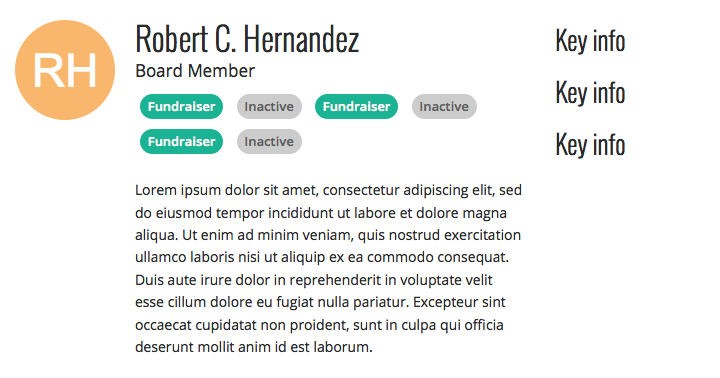 RH
Robert C. Hernandez
Board Member
Fundraiser Inactive Fundraiser Inactive
Fundraiser Inactive
Lorem ipsum dolor sit amet, consectetur adipiscing elit, sed
do eiusmod tempor incididunt ut labore et dolore magna
aliqua. Ut enim ad minim veniam, quis nostrud exercitation
ullamco laboris nisi ut aliquip ex ea commodo consequat.
Duis aute irure dolor in reprehenderit in voluptate velit
esse cillum dolore eu fugiat nulla pariatur. Excepteur sint
occaecat cupidatat non proident, sunt in culpa qui officia
deserunt mollit anim id est laborum.
Key info
Key info
Key info